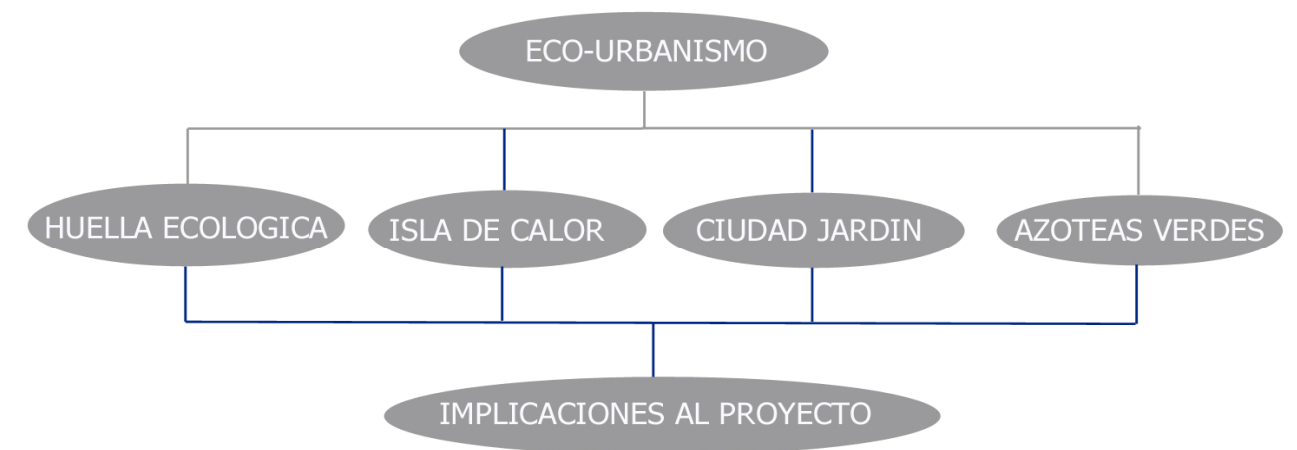 ECO-URBANISMO
HUELLA ECOLOGICA
ISLA DE CALOR
CIUDAD JARDIN
AZOTEAS VERDES
IMPLICACIONES AL PROYECTO